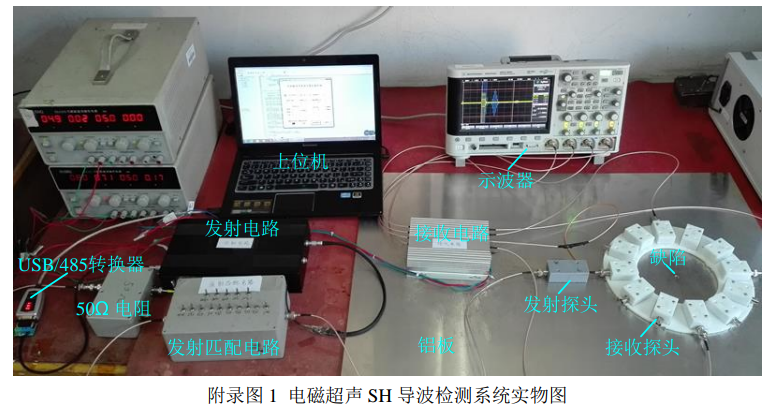 上位机
示波器
发射电路
接收电路
USB/485转换器
缺陷
50Ω 电阻
发射探头
发射匹配电路
铝板
接收探头
附录图 1 电磁超声 SH 导波检测系统实物图